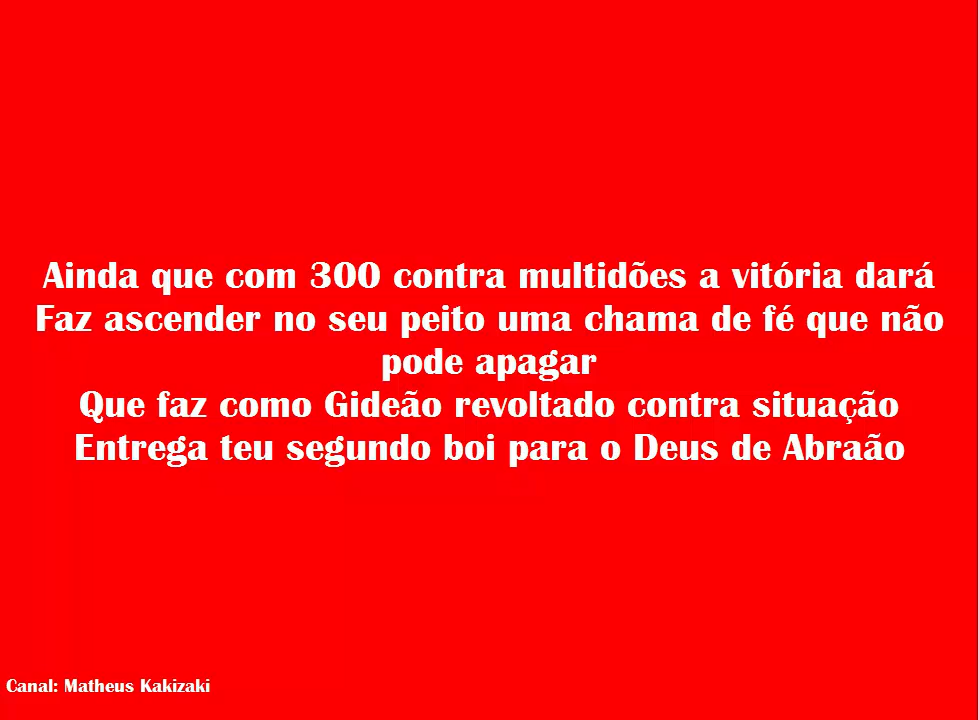 Ainda que com 300 contra multidões a vitória dará
Faz ascender no seu peito uma chama de fé que não
pode apagar
Que faz como Gideão revoltado contra situação
Entrega teu segundo boi para o Deus de Abraão
Canal: Matheus Kakizaki